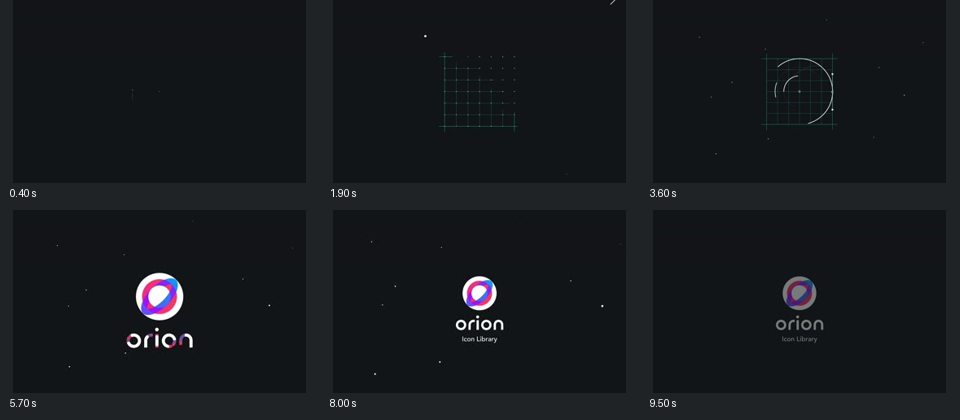 0.40 s
1.90 s
3.60 s
orion
orion
Icon Library
orion
Icon Library
5.70 s
8.00 s
9.50 s